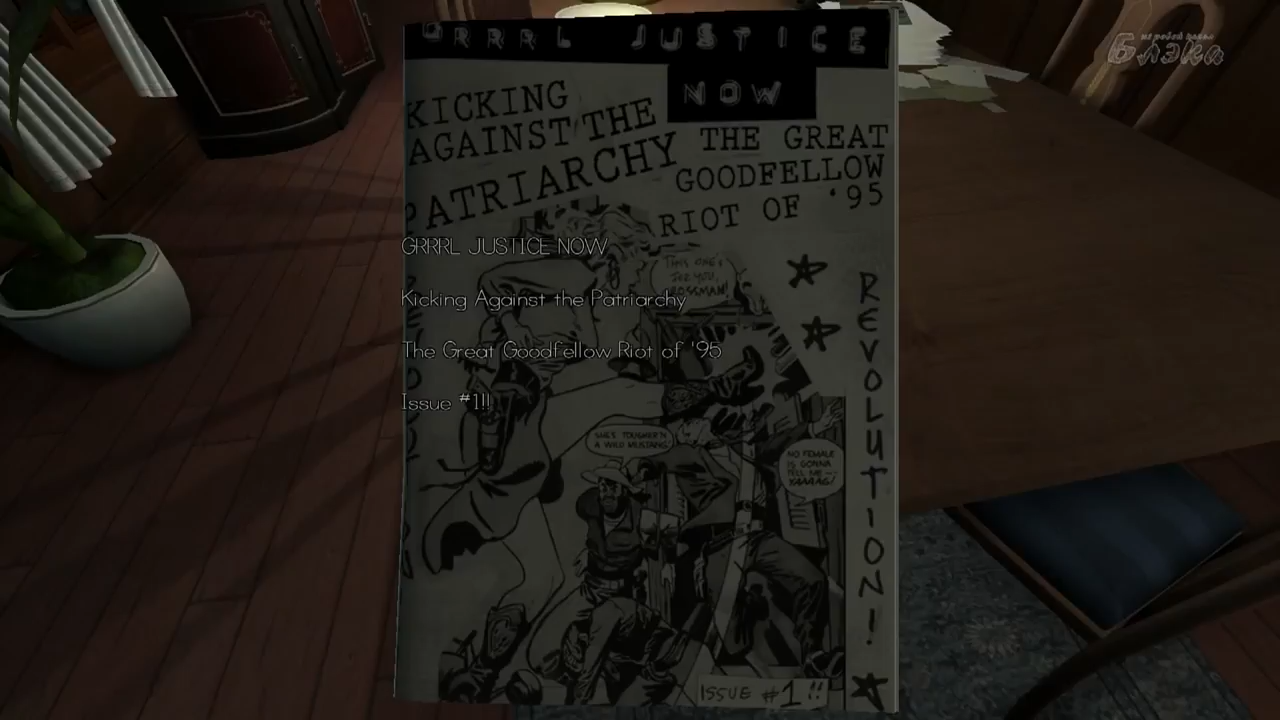 GRRRL JUSTICE
NOW
KICKING
AGAINST THE
PATRIARCHY
THE GREAT
GOODFELLOW
RIOT OF '95
GRRRL JUSTICE NOW
Kicking Against the Patriarchy
The Great Goodfellow Riot of '95
Issue #1!!
THIS ONE'S
FOR YOU,
CROSSMAN!
SHE'S TOUGHER'N
A WILD MUSTANG!
NO FEMALE
IS GONNA
TELL ME --
YAAAAG!
REVOLUTION!
ISSUE #1!!
Блэка